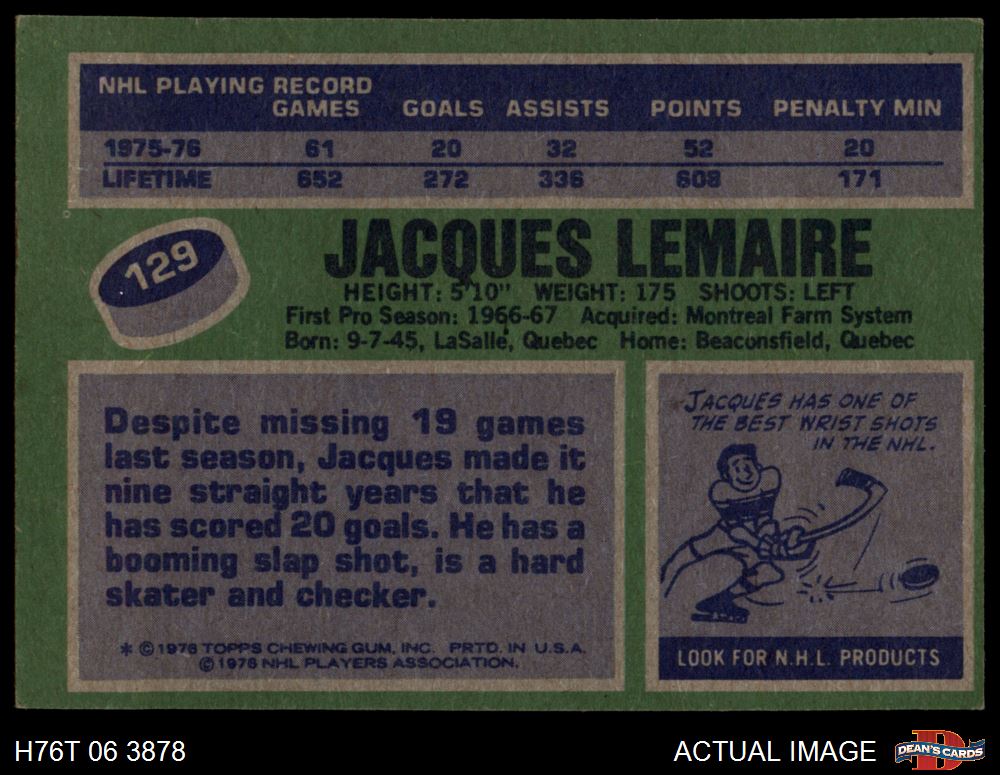 NHL PLAYING RECORD
GAMES GOALS ASSISTS POINTS PENALTY MIN
1975-76 61 20 32 52 20
LIFETIME 652 272 336 608 171
129
JACQUES LEMAIRE
HEIGHT: 5'10" WEIGHT: 175 SHOOTS: LEFT
First Pro Season: 1966-67 Acquired: Montreal Farm System
Born: 9-7-45, LaSalle, Quebec Home: Beaconsfield, Quebec
Despite missing 19 games
last season, Jacques made it
nine straight years that he
has scored 20 goals. He has a
booming slap shot, is a hard
skater and checker.
* © 1976 TOPPS CHEWING GUM, INC. PRTD. IN U.S.A.
© 1976 NHL PLAYERS ASSOCIATION.
JACQUES HAS ONE OF
THE BEST WRIST SHOTS
IN THE NHL.
LOOK FOR N.H.L. PRODUCTS
H76T 06 3878
ACTUAL IMAGE
D
DEAN'S CARDS